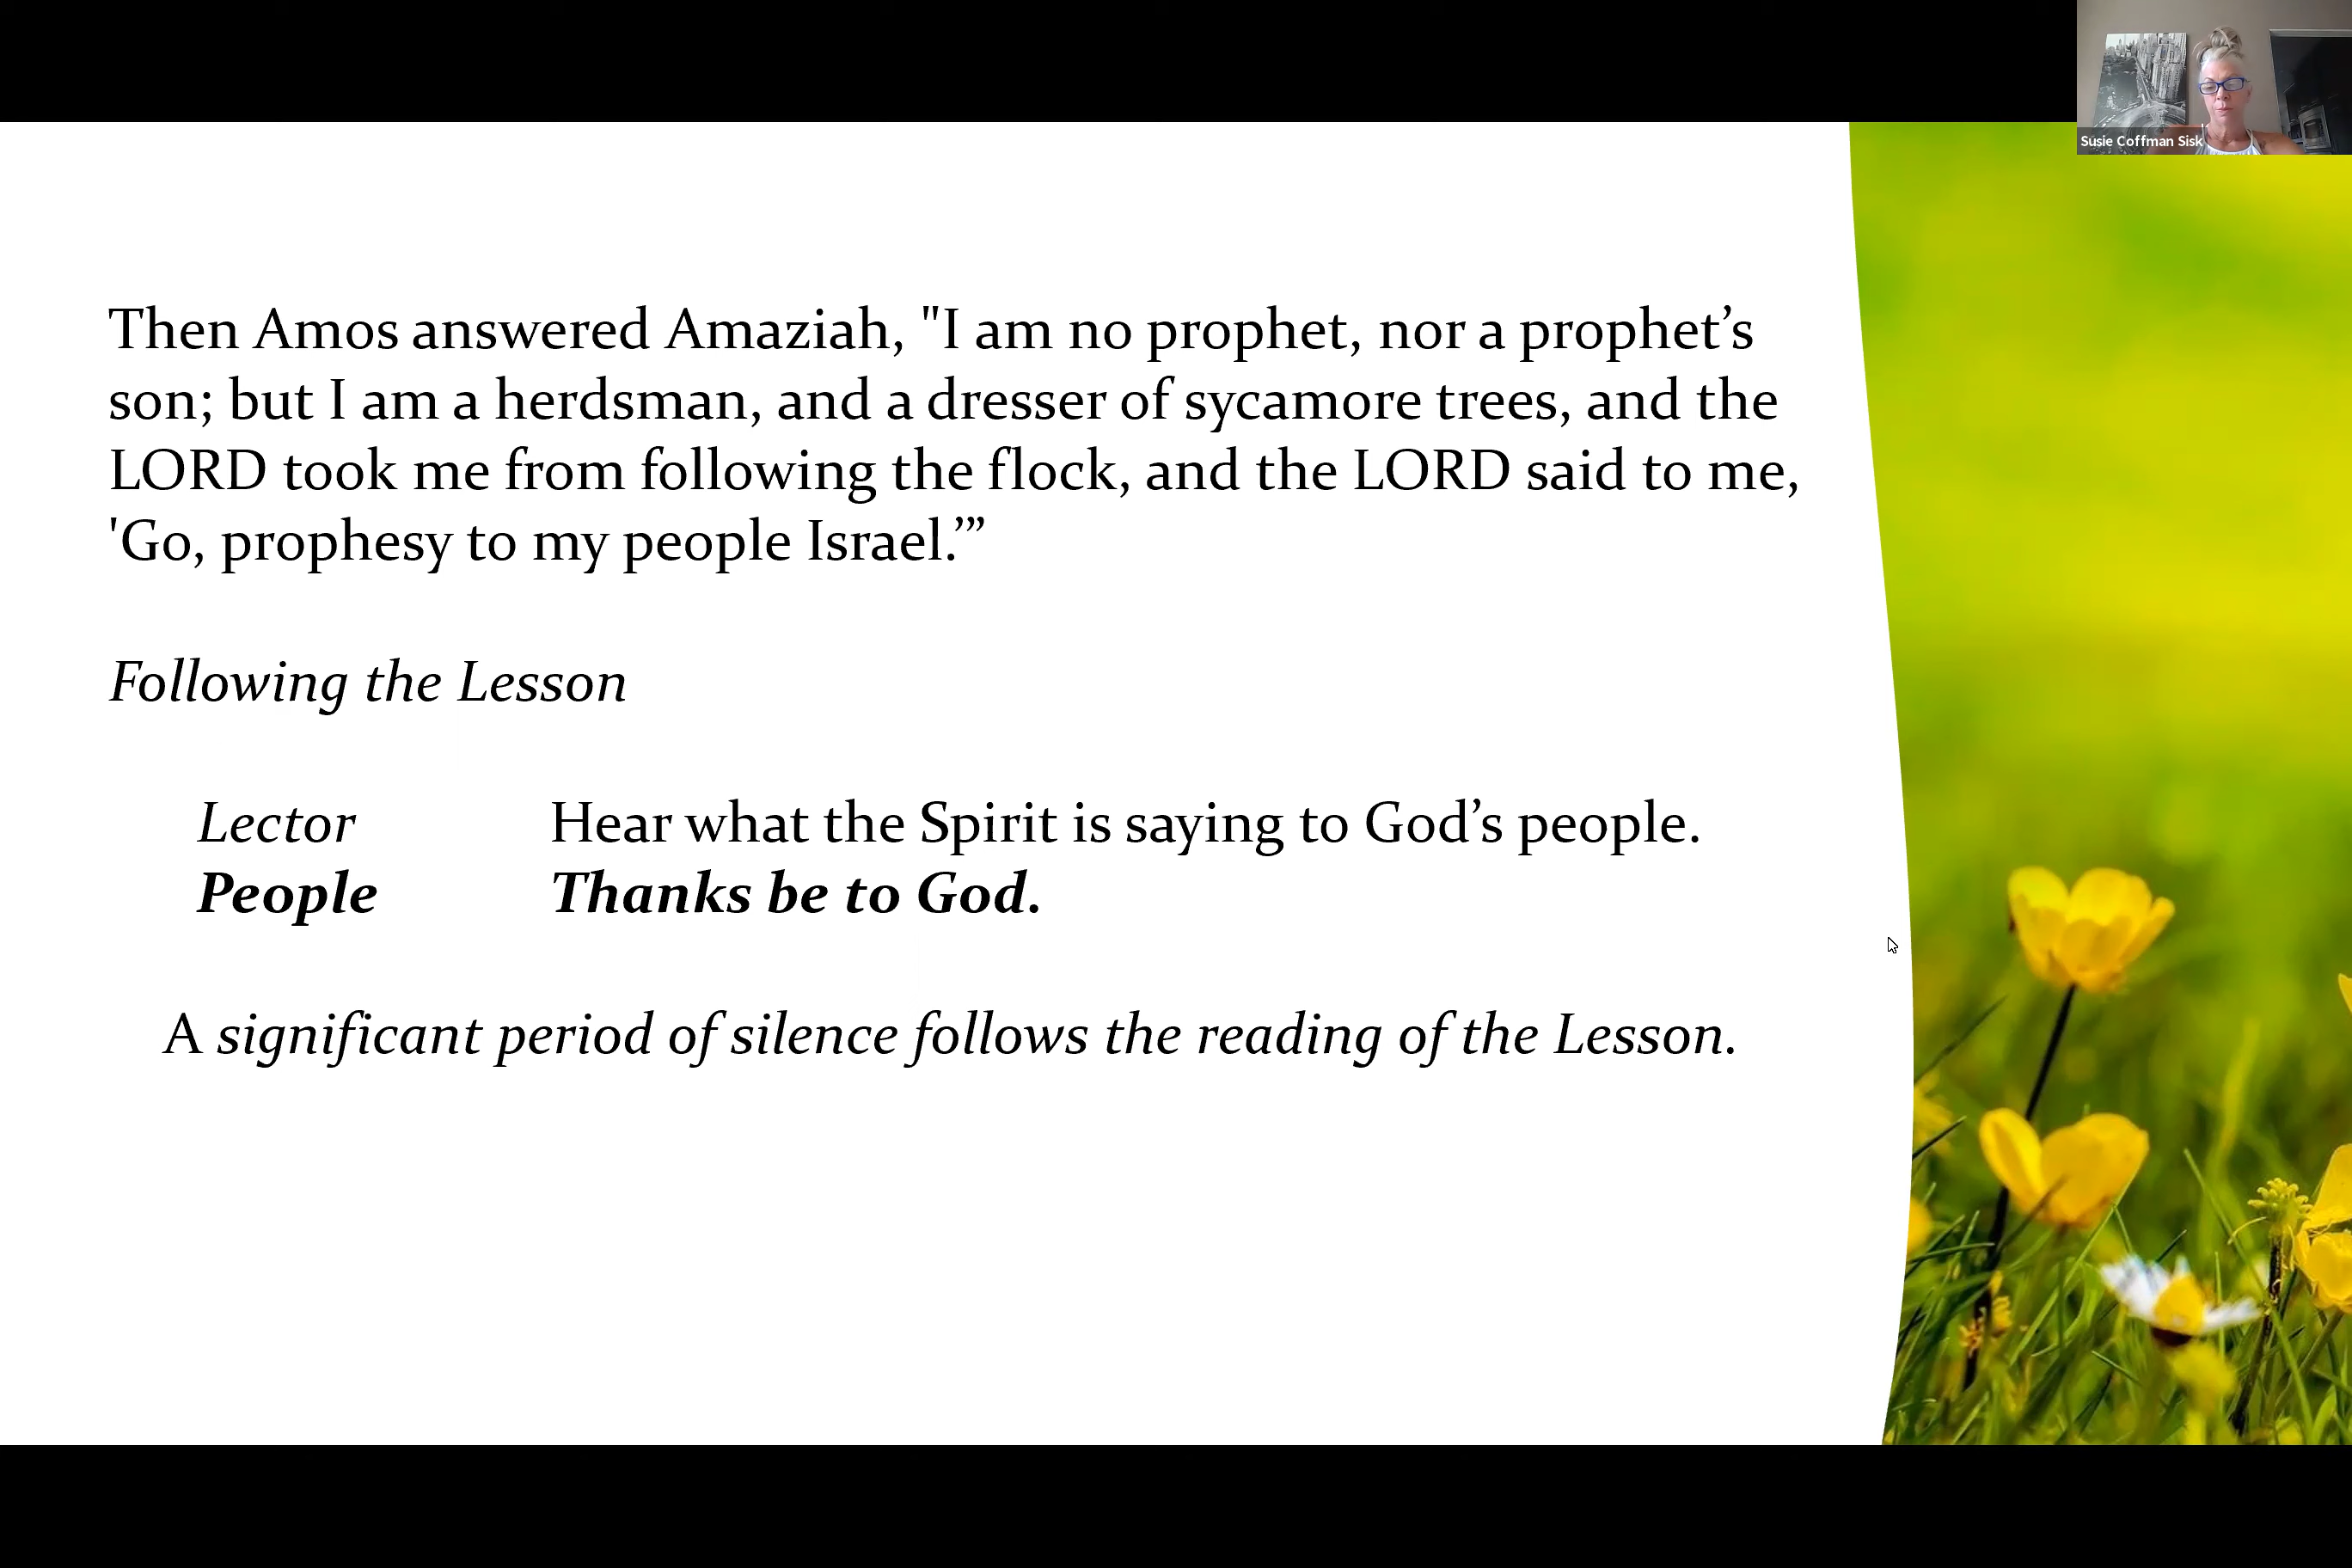 Susie Coffman Sisk
Then Amos answered Amaziah, "I am no prophet, nor a prophet’s
son; but I am a herdsman, and a dresser of sycamore trees, and the
LORD took me from following the flock, and the LORD said to me,
'Go, prophesy to my people Israel.’”
Following the Lesson
Lector Hear what the Spirit is saying to God’s people.
People Thanks be to God.
A significant period of silence follows the reading of the Lesson.